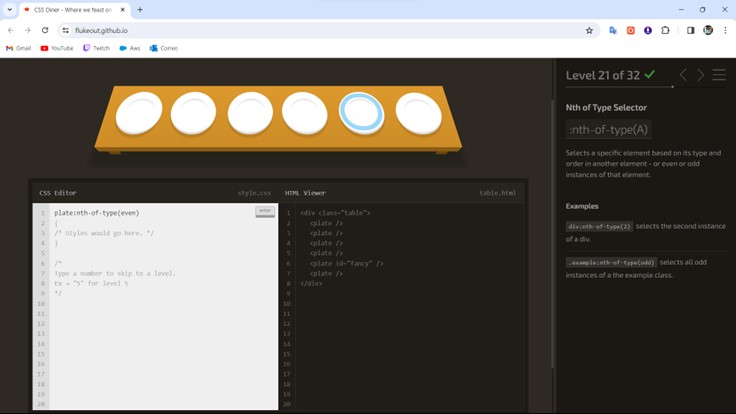 CSS Diner - Where we feast on
flukeout.github.io
Gmail YouTube Twitch Aws Correo
Level 21 of 32
Nth of Type Selector
:nth-of-type(A)
Selects a specific element based on its type and
order in another element - or even or odd
instances of that element.
Examples
div:nth-of-type(2) selects the second instance
of a div.
.example:nth-of-type(odd) selects all odd
instances of a the example class.
CSS Editor style.css
1 plate:nth-of-type(even) enter
2 {
3 /* Styles would go here. */
4 }
5
6 /*
7 Type a number to skip to a level.
8 Ex → "5" for level 5
9 */
10
11
12
13
14
15
16
17
18
19
20
HTML Viewer table.html
1 <div class="table">
2 <plate />
3 <plate />
4 <plate />
5 <plate />
6 <plate id="fancy" />
7 <plate />
8 </div>
9
10
11
12
13
14
15
16
17
18
19
20